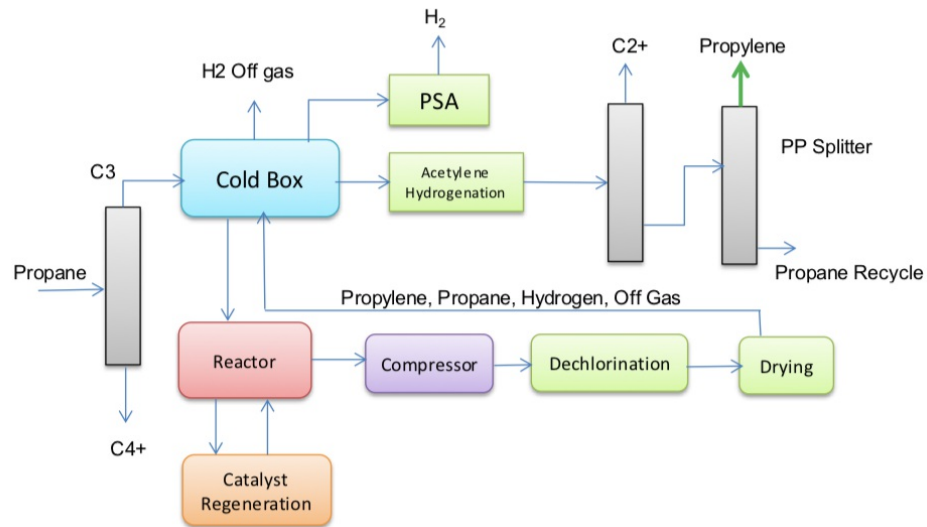 H2
C2+
Propylene
H2 Off gas
PSA
PP Splitter
C3
Cold Box
Acetylene
Hydrogenation
Propane
Propane Recycle
Propylene, Propane, Hydrogen, Off Gas
Reactor
Compressor
Dechlorination
Drying
C4+
Catalyst
Regeneration